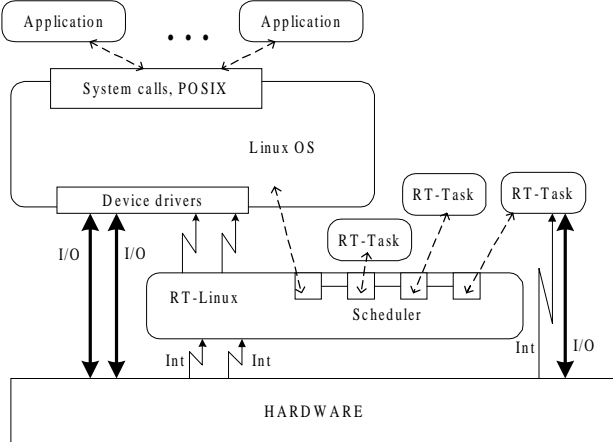 Application
Application
System calls, POSIX
Linux OS
Device drivers
RT-Task
RT-Task
RT-Task
I/O
I/O
RT-Linux
Scheduler
Int
Int
Int
I/O
HARDWARE